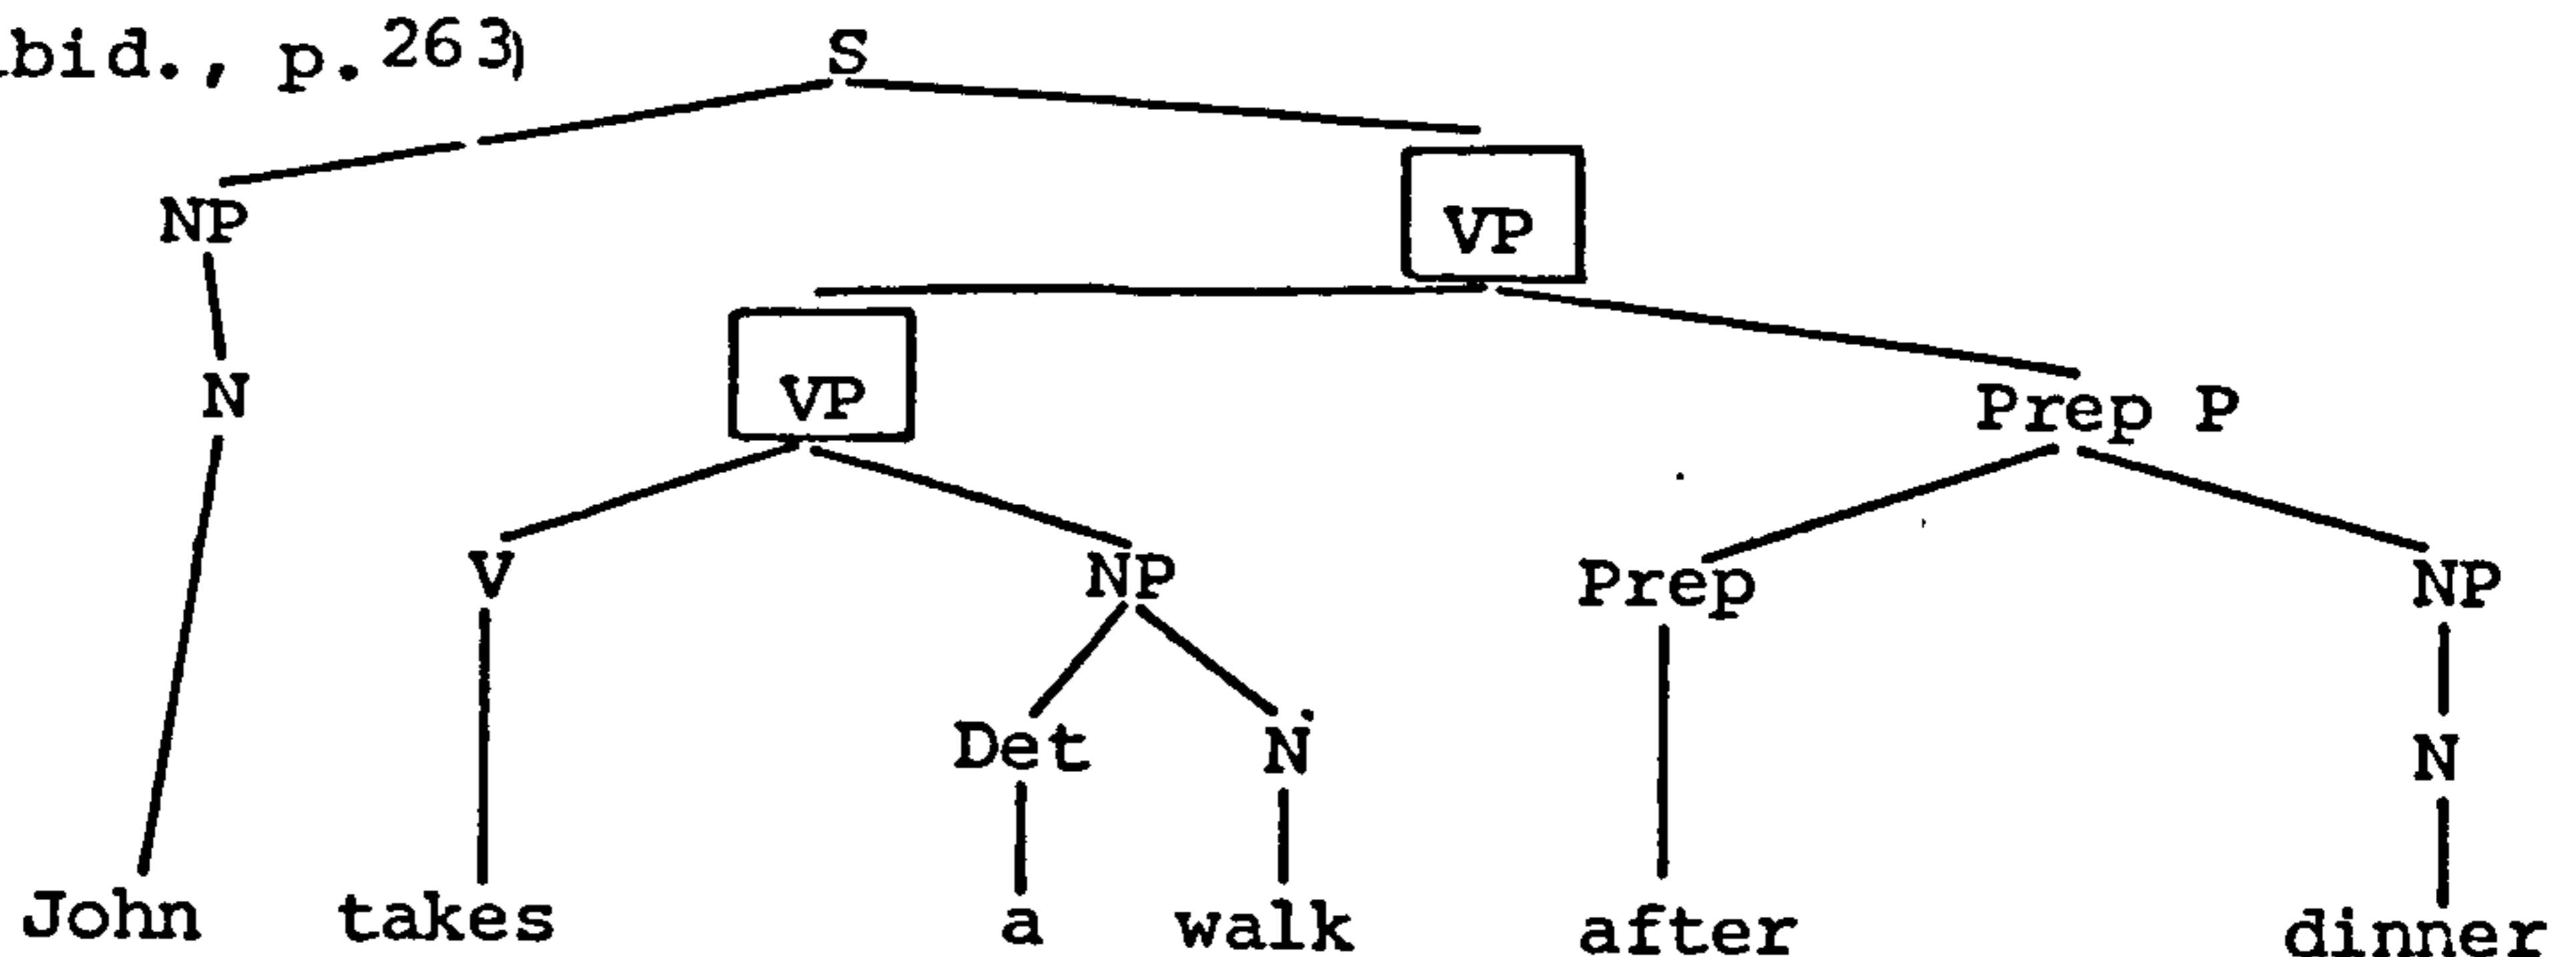 ibid., p.263)
S
NP VP
N VP Prep P
V NP Prep NP
Det N N
John takes a walk after dinner